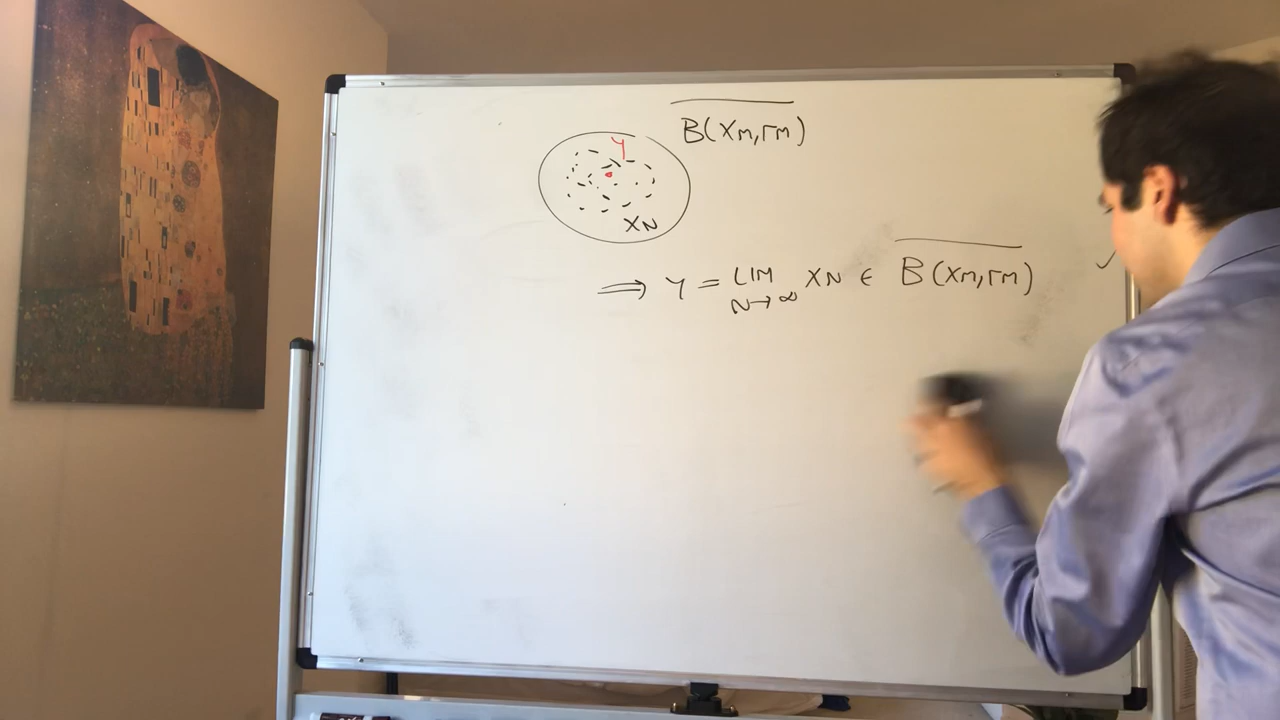 B(XM,rM)
Y
XN
⇒ Y = LIM XN ∈ B(XM,rM) ✓
N→∞